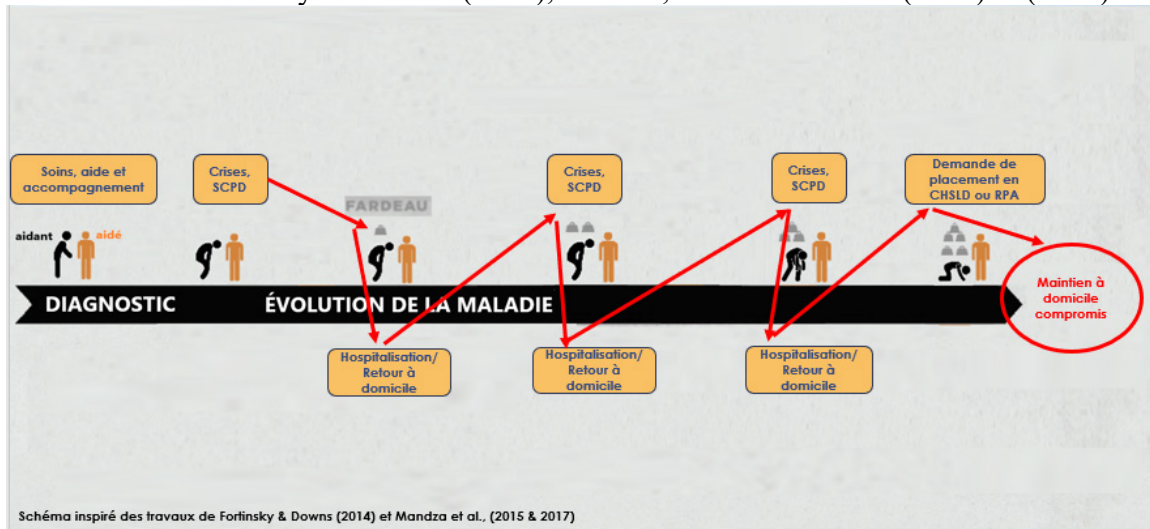 Soins, aide et
accompagnement
Crises,
SCPD
Crises,
SCPD
Crises,
SCPD
Demande de
placement en
CHSLD ou RPA
FARDEAU
aidant
aidé
DIAGNOSTIC
ÉVOLUTION DE LA MALADIE
Maintien à
domicile
compromis
Hospitalisation/
Retour à
domicile
Hospitalisation/
Retour à
domicile
Hospitalisation/
Retour à
domicile
Schéma inspiré des travaux de Fortinsky & Downs (2014) et Mandza et al., (2015 & 2017)